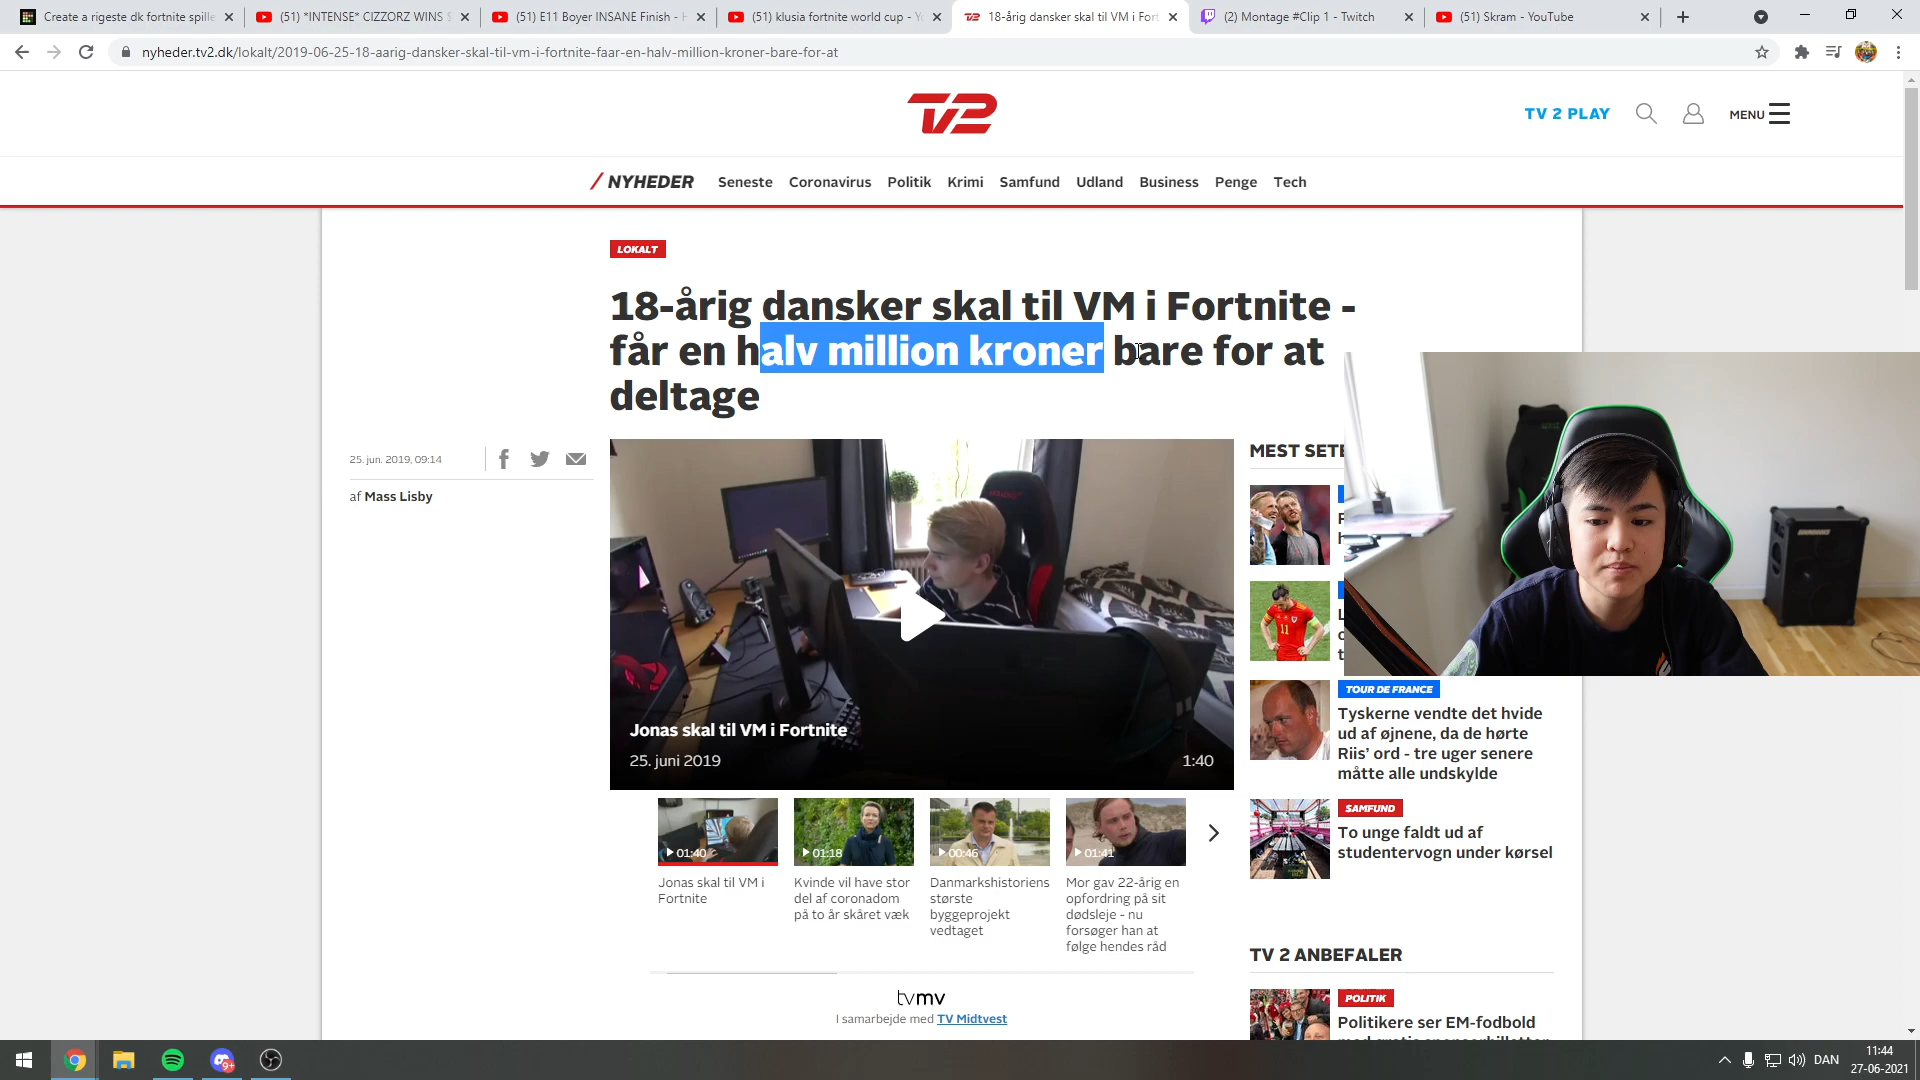 Create a rigeste dk fortnite spille
(51) *INTENSE* CIZZORZ WINS S
(51) E11 Boyer INSANE Finish - H
(51) klusia fortnite world cup - Yo
18-årig dansker skal til VM i Fort
(2) Montage #Clip 1 - Twitch
(51) Skram - YouTube
nyheder.tv2.dk/lokalt/2019-06-25-18-aarig-dansker-skal-til-vm-i-fortnite-faar-en-halv-million-kroner-bare-for-at
TV2
TV 2 PLAY
MENU
NYHEDER Seneste Coronavirus Politik Krimi Samfund Udland Business Penge Tech
LOKALT
18-årig dansker skal til VM i Fortnite -
får en halv million kroner bare for at
deltage
25. jun. 2019, 09:14
af Mass Lisby
Jonas skal til VM i Fortnite
25. juni 2019
1:40
MEST SETE
11
TOUR DE FRANCE
Tyskerne vendte det hvide
ud af øjnene, da de hørte
Riis' ord - tre uger senere
måtte alle undskylde
SAMFUND
To unge faldt ud af
studentervogn under kørsel
01:40
Jonas skal til VM i
Fortnite
01:18
Kvinde vil have stor
del af coronadom
på to år skåret væk
00:46
Danmarkshistoriens
største
byggeprojekt
vedtaget
01:41
Mor gav 22-årig en
opfordring på sit
dødsleje - nu
forsøger han at
følge hendes råd
tvmv
I samarbejde med TV Midtvest
TV 2 ANBEFALER
POLITIK
Politikere ser EM-fodbold
med gratis sponsorbilletter
9+
DAN
11:44
27-06-2021